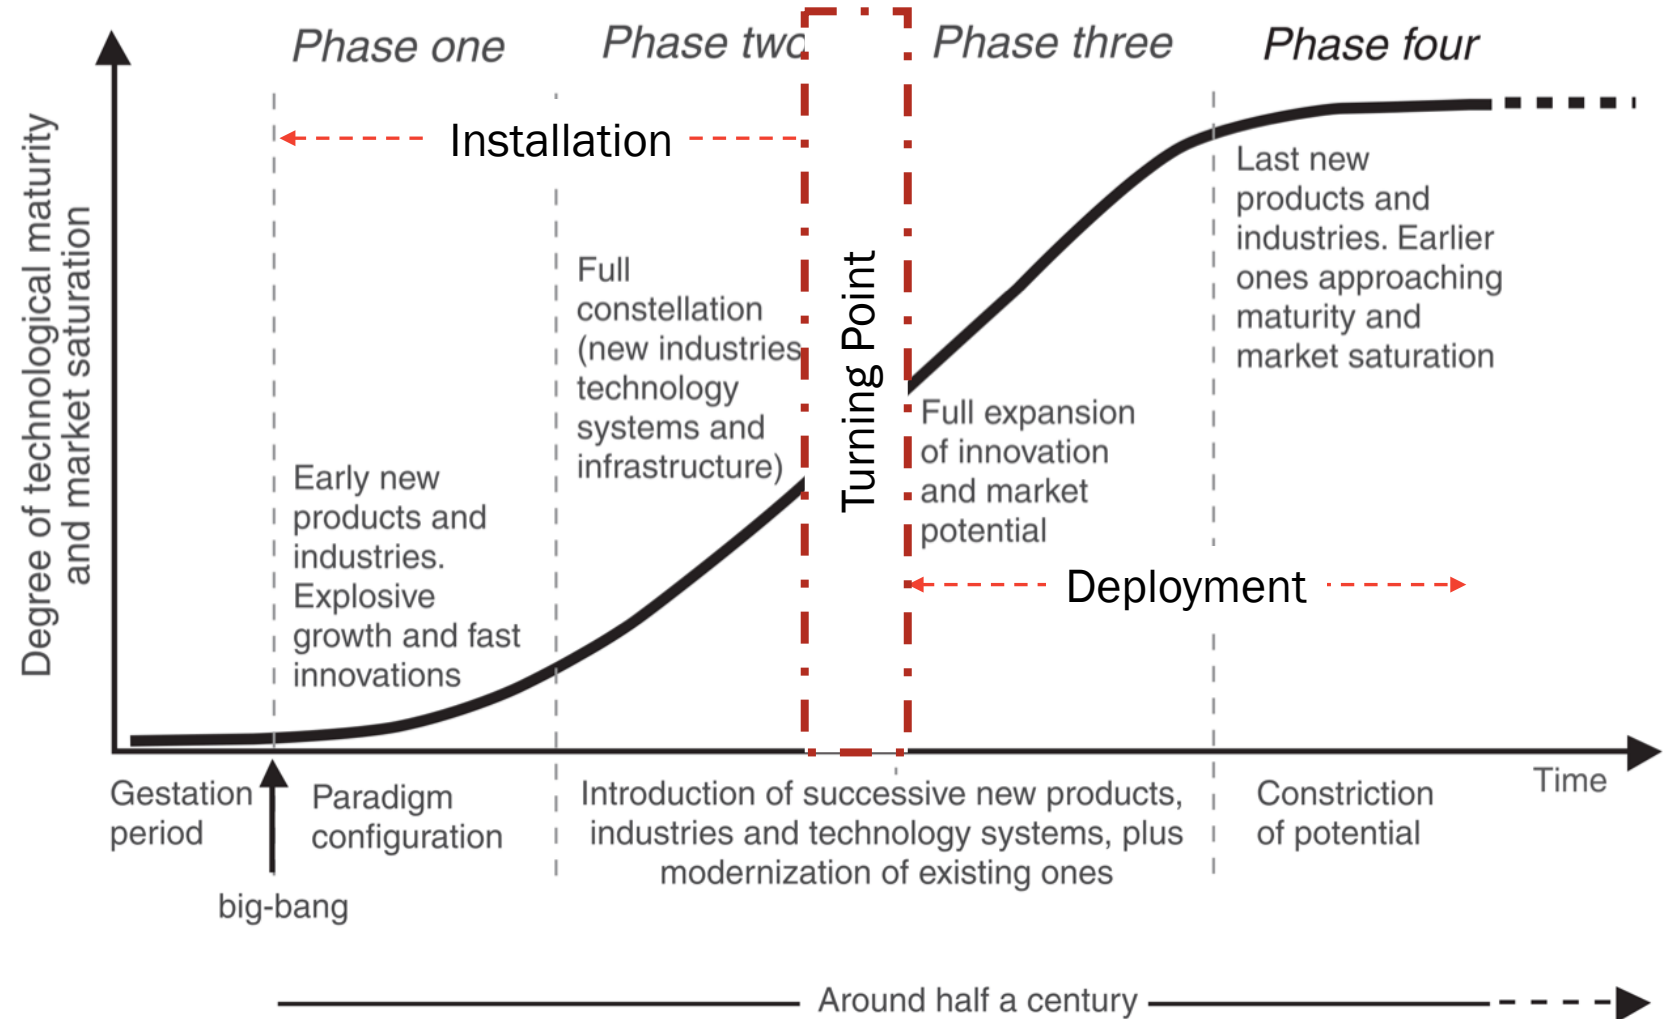 Phase one
Phase two
Phase three
Phase four
Degree of technological maturity
and market saturation
Installation
Turning Point
Deployment
Early new
products and
industries.
Explosive
growth and fast
innovations
Full
constellation
(new industries
technology
systems and
infrastructure)
Full expansion
of innovation
and market
potential
Last new
products and
industries. Earlier
ones approaching
maturity and
market saturation
Gestation
period
big-bang
Paradigm
configuration
Introduction of successive new products,
industries and technology systems, plus
modernization of existing ones
Constriction
of potential
Time
Around half a century